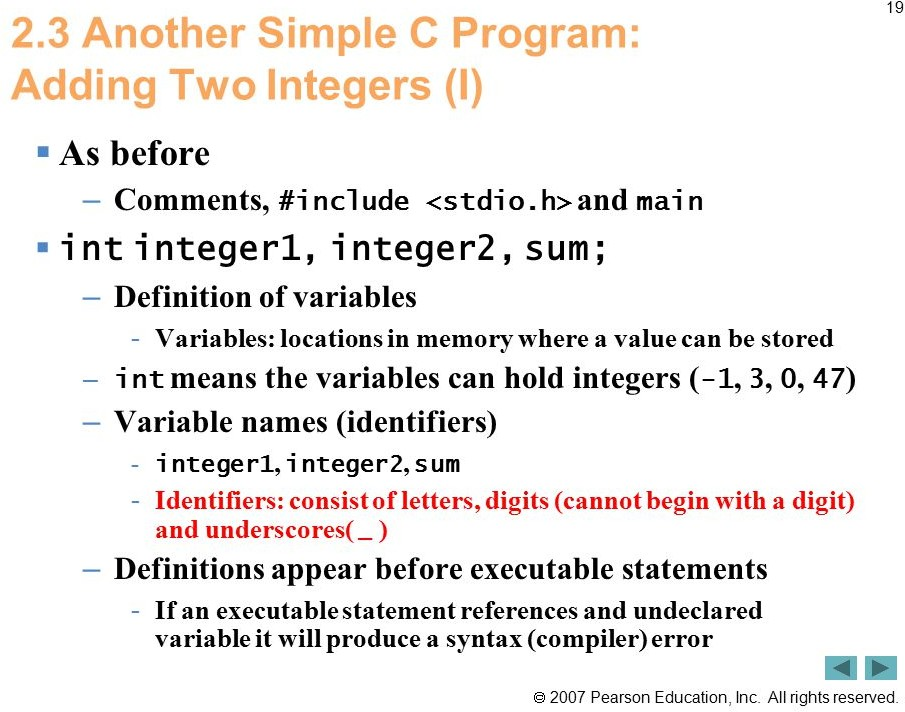 19
2.3 Another Simple C Program:
Adding Two Integers (I)
As before
– Comments, #include <stdio.h> and main
int integer1, integer2, sum;
– Definition of variables
- Variables: locations in memory where a value can be stored
– int means the variables can hold integers (-1, 3, 0, 47)
– Variable names (identifiers)
- integer1, integer2, sum
- Identifiers: consist of letters, digits (cannot begin with a digit)
and underscores( _ )
– Definitions appear before executable statements
- If an executable statement references and undeclared
variable it will produce a syntax (compiler) error
© 2007 Pearson Education, Inc. All rights reserved.